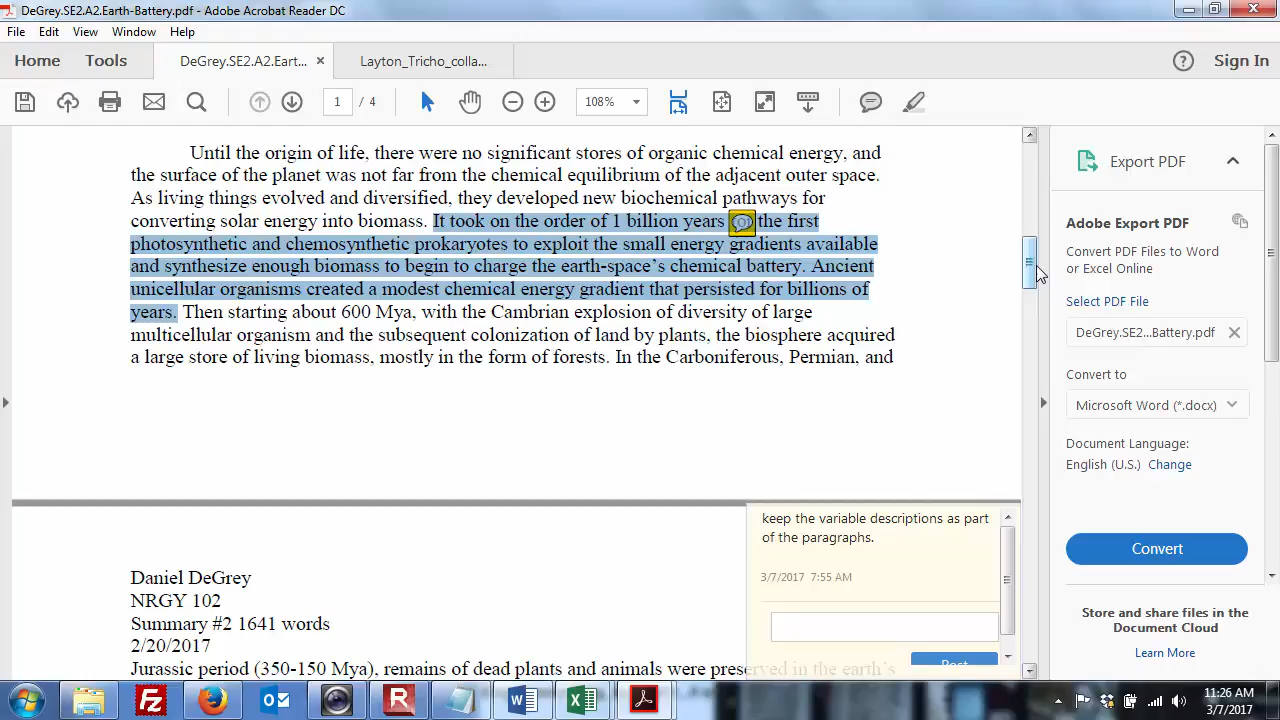 DeGrey.SE2.A2.Earth-Battery.pdf - Adobe Acrobat Reader DC
File Edit View Window Help
Home Tools DeGrey.SE2.A2.Eart... × Layton_Tricho_colla... Sign In
1 / 4 108%
Until the origin of life, there were no significant stores of organic chemical energy, and
the surface of the planet was not far from the chemical equilibrium of the adjacent outer space.
As living things evolved and diversified, they developed new biochemical pathways for
converting solar energy into biomass. It took on the order of 1 billion years the first
photosynthetic and chemosynthetic prokaryotes to exploit the small energy gradients available
and synthesize enough biomass to begin to charge the earth-space's chemical battery. Ancient
unicellular organisms created a modest chemical energy gradient that persisted for billions of
years. Then starting about 600 Mya, with the Cambrian explosion of diversity of large
multicellular organism and the subsequent colonization of land by plants, the biosphere acquired
a large store of living biomass, mostly in the form of forests. In the Carboniferous, Permian, and
keep the variable descriptions as part
of the paragraphs.
3/7/2017 7:55 AM
Post
Daniel DeGrey
NRGY 102
Summary #2 1641 words
2/20/2017
Jurassic period (350-150 Mya), remains of dead plants and animals were preserved in the earth's
Export PDF
Adobe Export PDF
Convert PDF Files to Word
or Excel Online
Select PDF File
DeGrey.SE2...Battery.pdf
Convert to
Microsoft Word (*.docx)
Document Language:
English (U.S.) Change
Convert
Store and share files in the
Document Cloud
Learn More
11:26 AM
3/7/2017